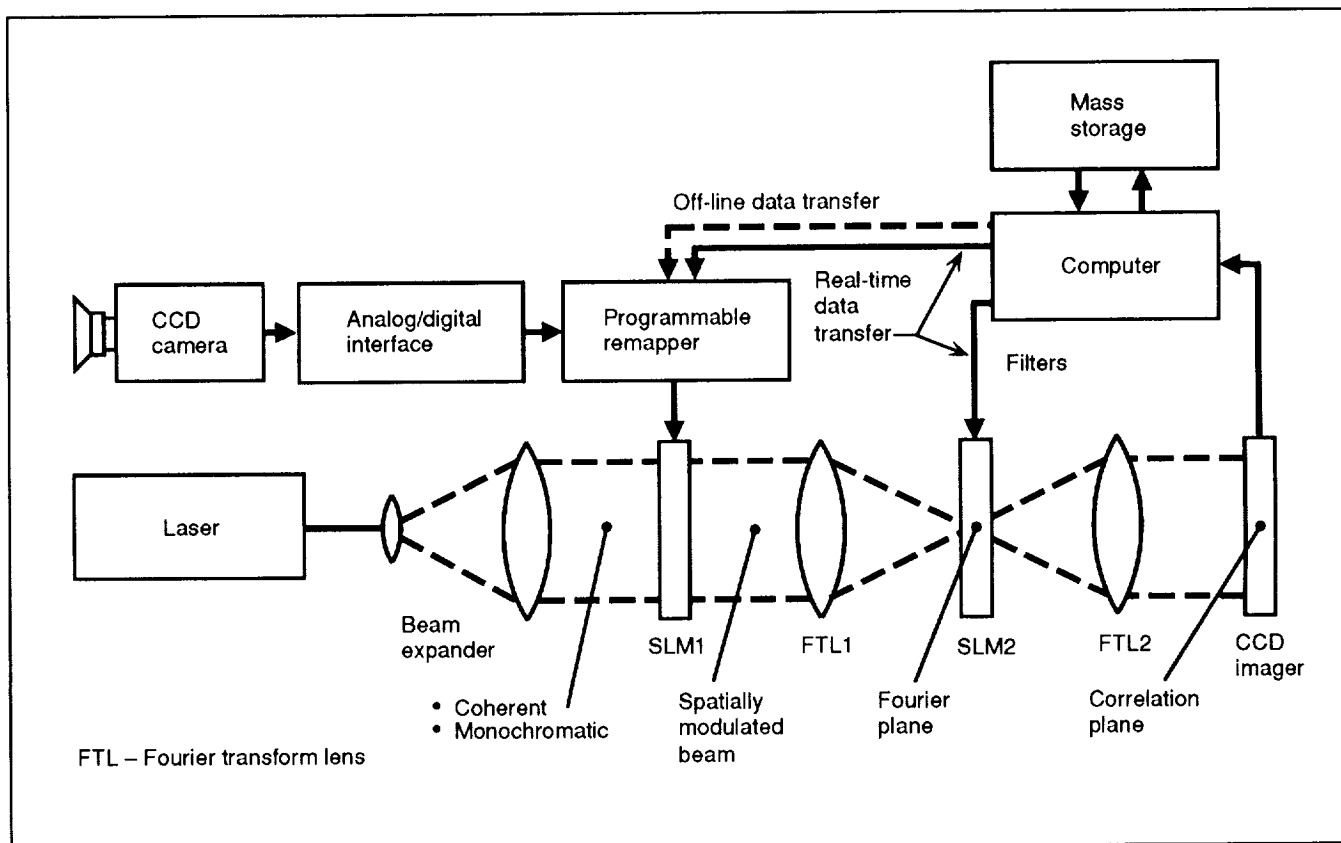 Mass
storage
Off-line data transfer
Computer
Real-time
data
transfer
CCD
camera
Analog/digital
interface
Programmable
remapper
Filters
Laser
Beam
expander
SLM1
FTL1
SLM2
FTL2
CCD
imager
• Coherent
• Monochromatic
Spatially
modulated
beam
Fourier
plane
Correlation
plane
FTL – Fourier transform lens